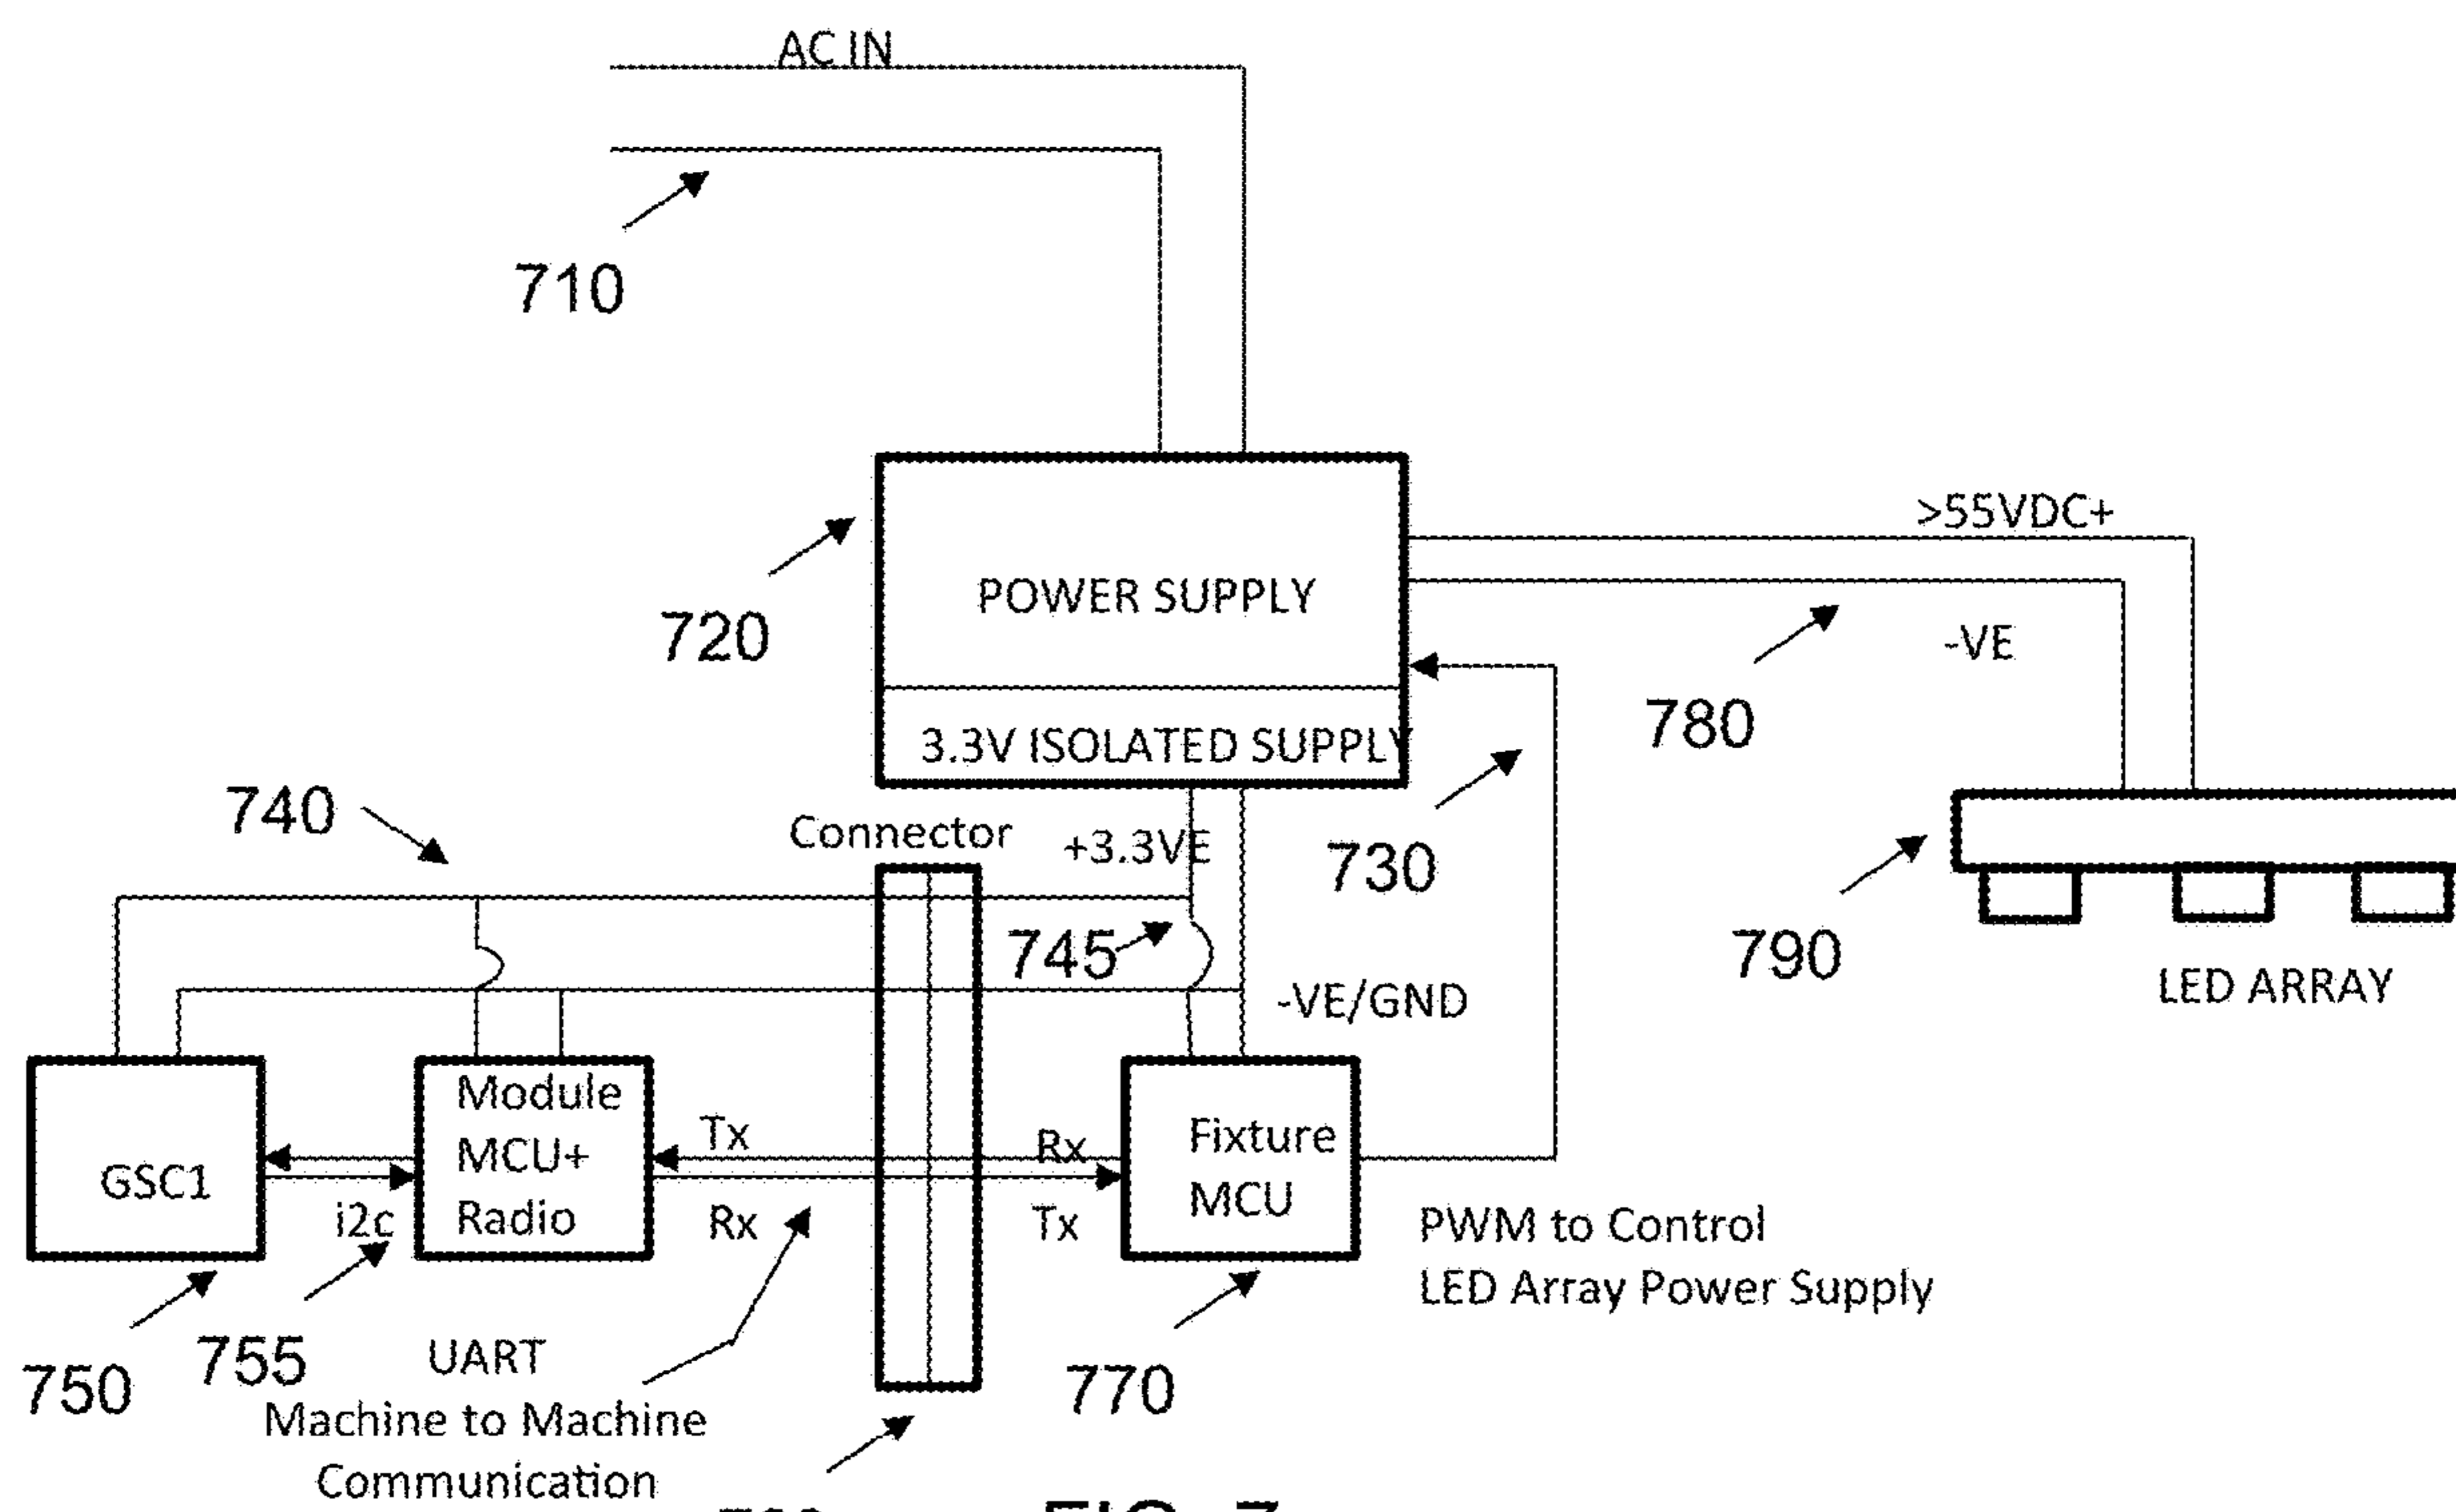 AC IN
710
>55VDC+
POWER SUPPLY
720
-VE
780
3.3V ISOLATED SUPPLY
740
Connector
+3.3VE
730
745
790
-VE/GND
LED ARRAY
Module
MCU+
Radio
GSC1
i2c
Tx
Rx
Rx
Tx
Fixture
MCU
PWM to Control
LED Array Power Supply
750
755
UART
Machine to Machine
Communication
770